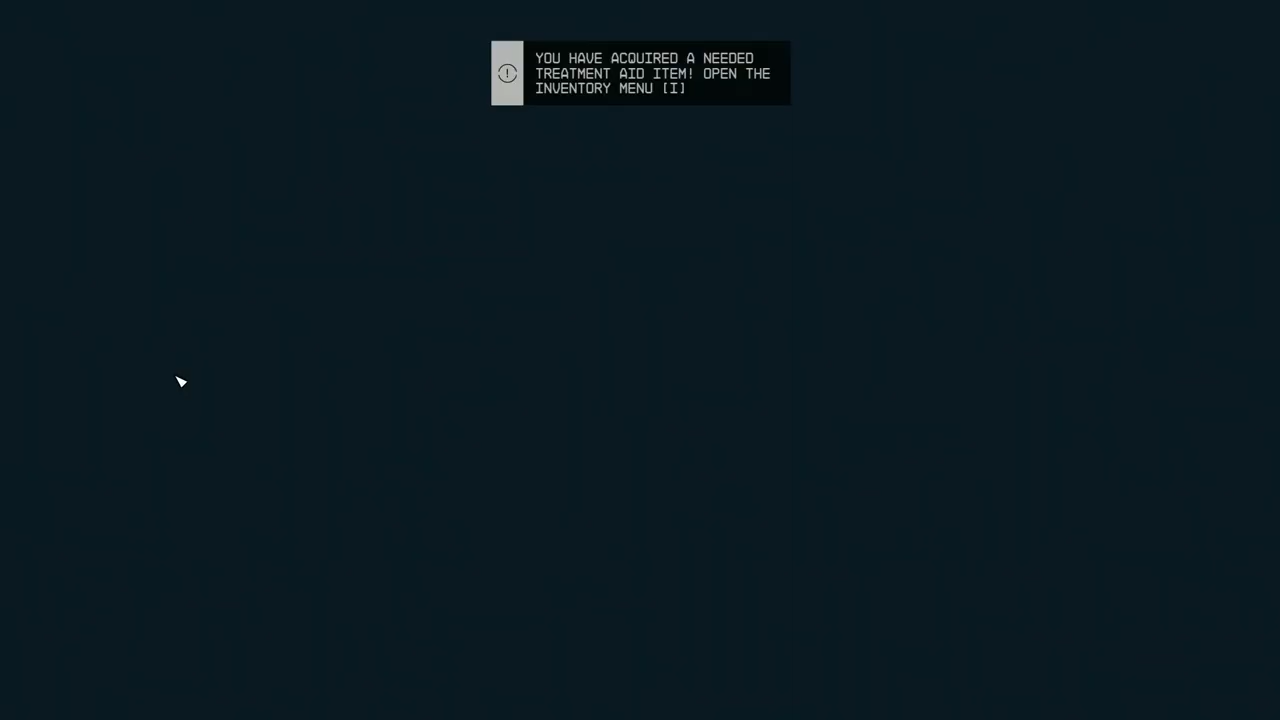 YOU HAVE ACQUIRED A NEEDED
TREATMENT AID ITEM! OPEN THE
INVENTORY MENU [I]